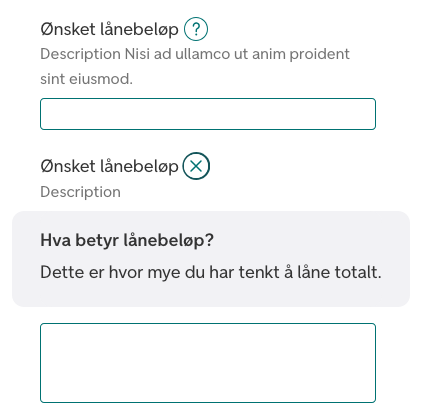 Ønsket lånebeløp ?
Description Nisi ad ullamco ut anim proident
sint eiusmod.
Ønsket lånebeløp
Description
Hva betyr lånebeløp?
Dette er hvor mye du har tenkt å låne totalt.